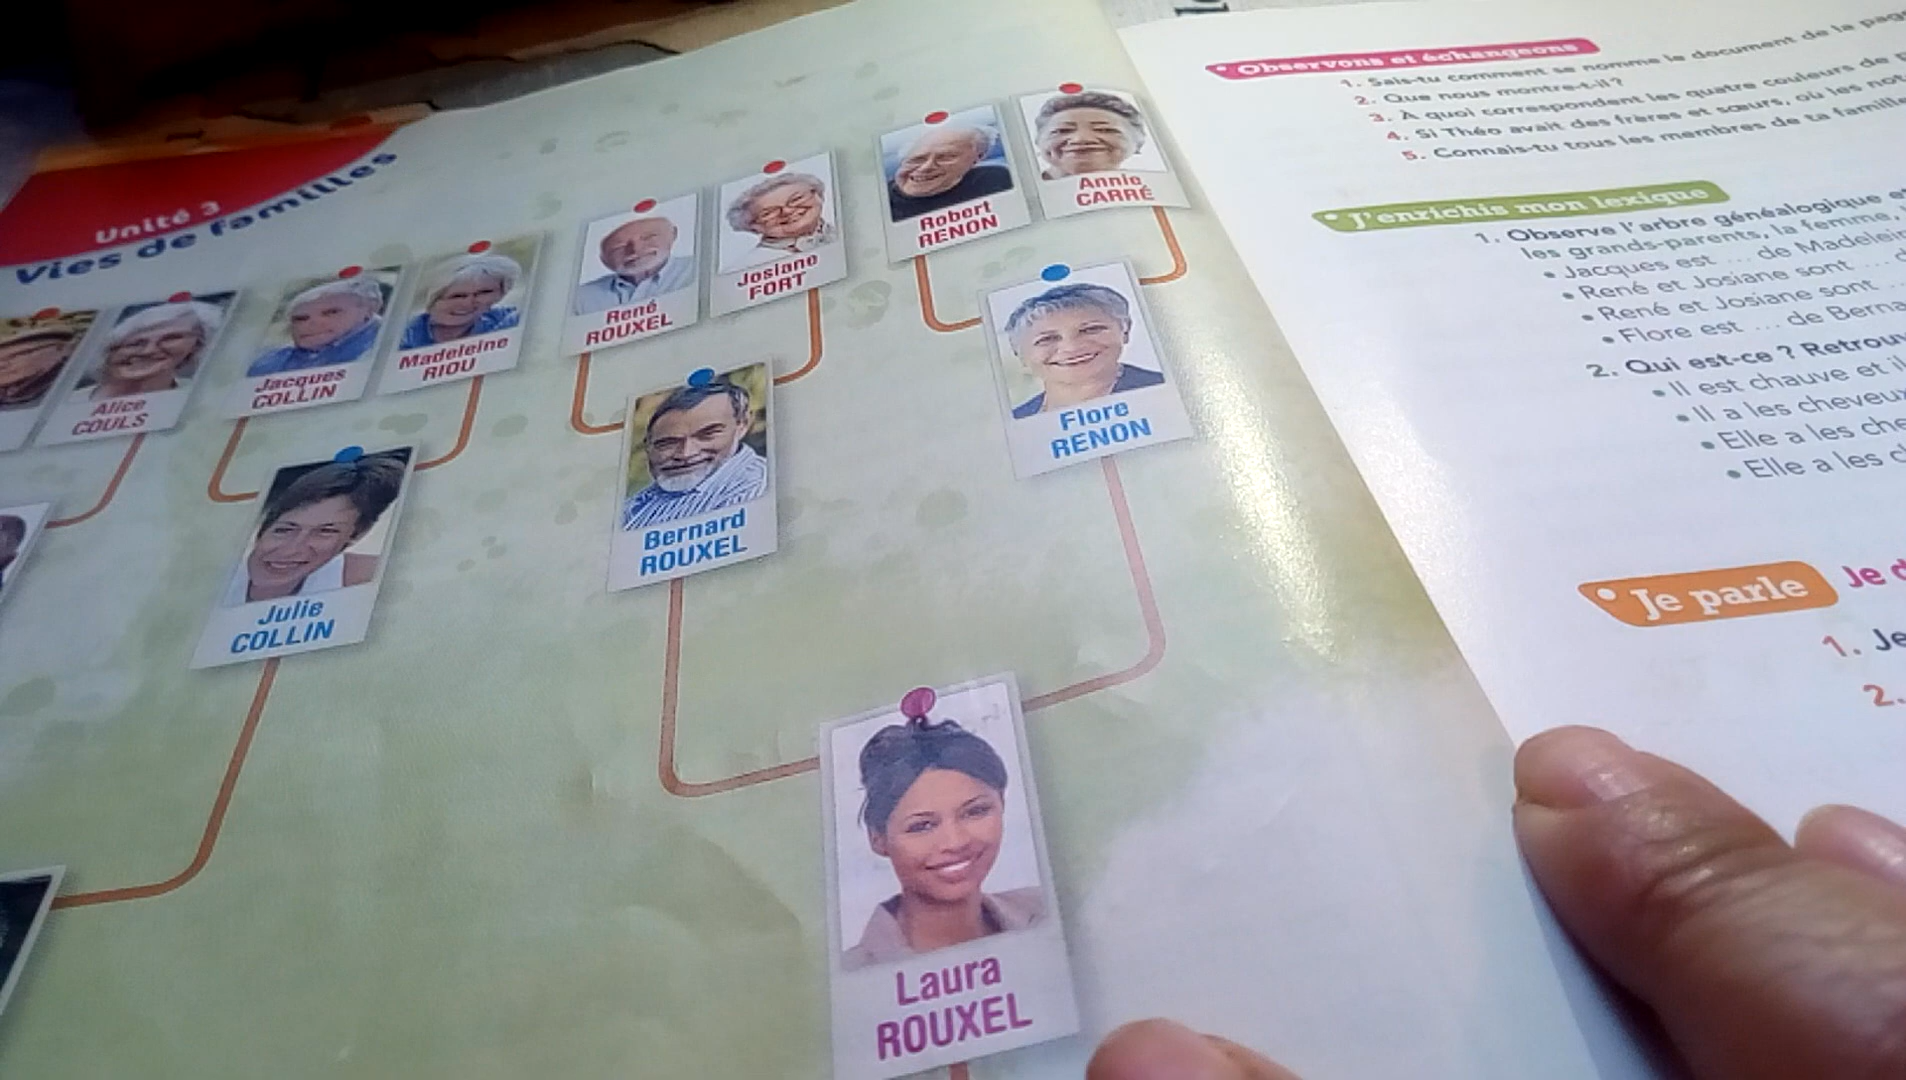 Unité 3
Vies de familles
Alice
COULS
Jacques
COLLIN
Madeleine
RIOU
René
ROUXEL
Josiane
FORT
Robert
RENON
Annie
CARRÉ
Julie
COLLIN
Bernard
ROUXEL
Flore
RENON
Laura
ROUXEL
Observons et échangeons
1. Sais-tu comment se nomme le document de la page
2. Que nous montre-t-il ?
3. À quoi correspondent les quatre couleurs de
4. Si Théo avait des frères et sœurs, où les
5. Connais-tu tous les membres de ta famille
J'enrichis mon lexique
1. Observe l'arbre généalogique et
les grands-parents, la femme,
• Jacques est ... de
• René et Josiane sont ...
• René et Josiane sont ...
• Flore est ... de
2. Qui est-ce ?
• Il est chauve et
• Il a les
• Elle a les
• Elle a les
Je parle
1. Je
2.